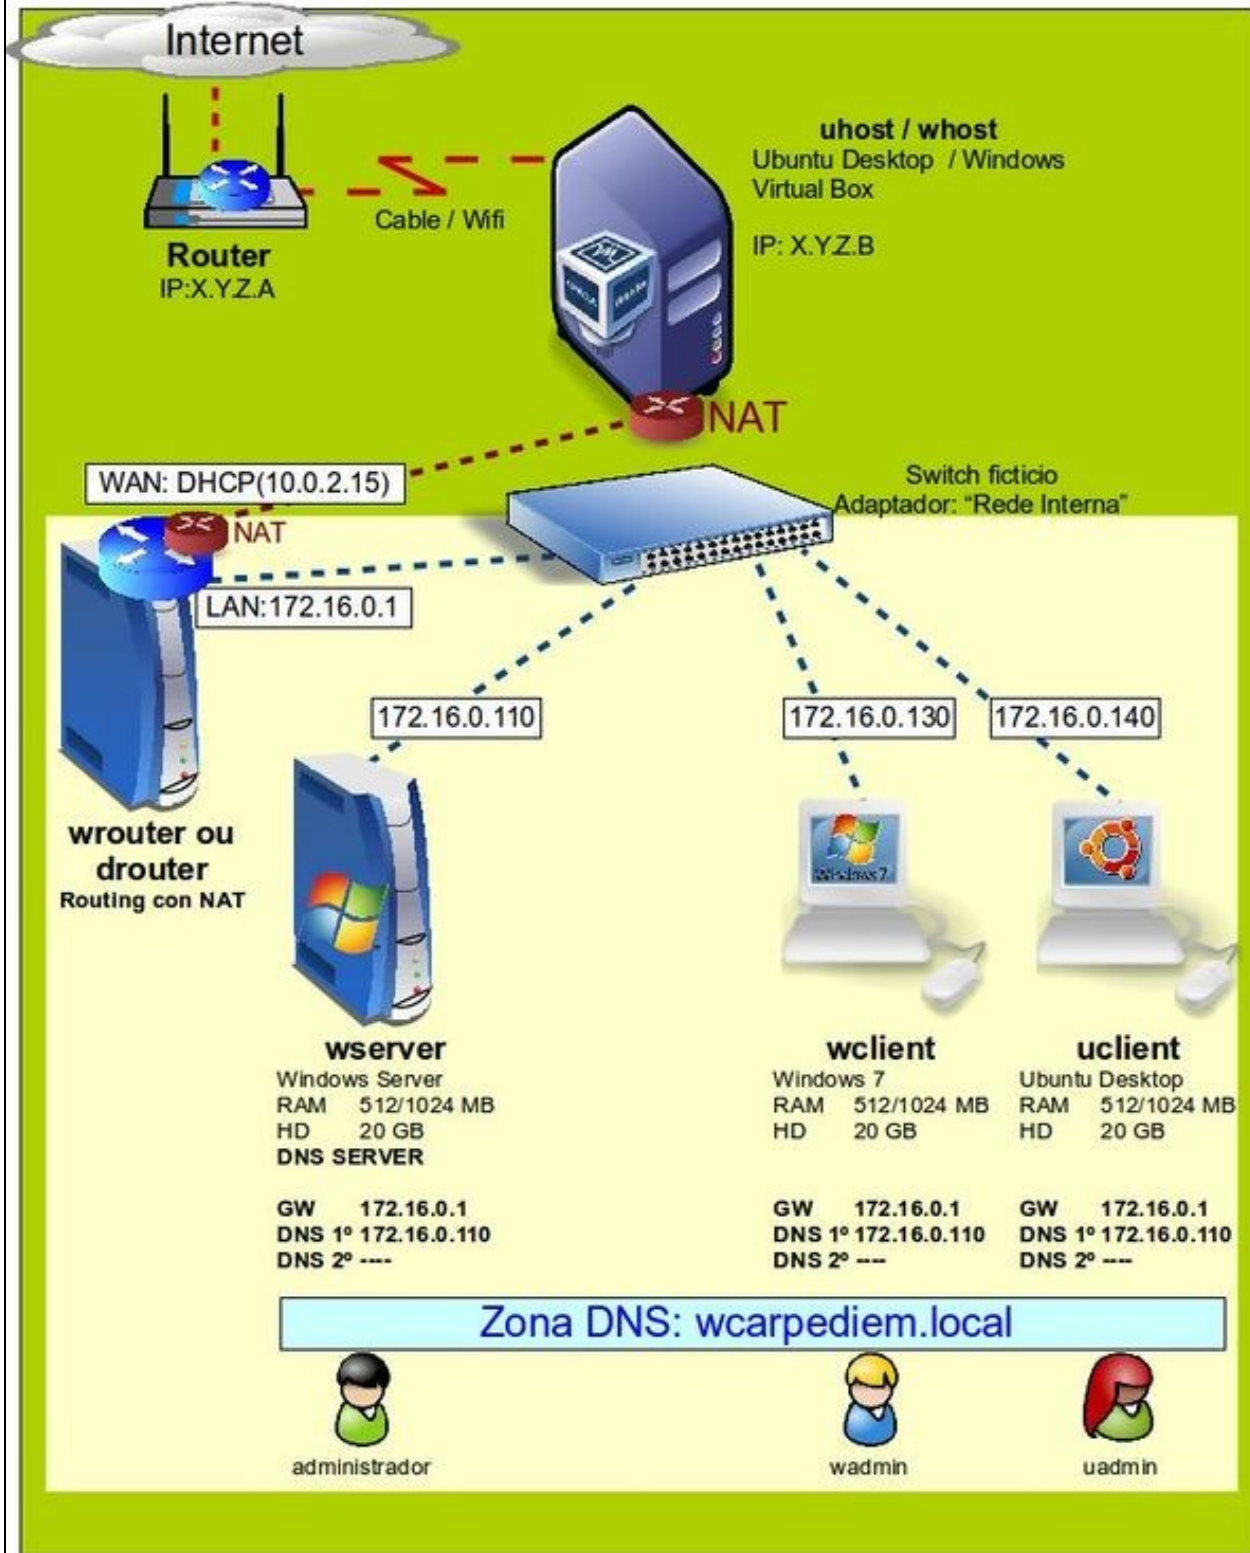 Internet
uhost / whost
Ubuntu Desktop / Windows
Virtual Box
IP: X.Y.Z.B
Cable / Wifi
Router
IP:X.Y.Z.A
NAT
WAN: DHCP(10.0.2.15)
Switch ficticio
Adaptador: “Rede Interna”
NAT
LAN:172.16.0.1
172.16.0.110
172.16.0.130
172.16.0.140
wrouter ou
drouter
Routing con NAT
Windows 7
wserver
Windows Server
RAM 512/1024 MB
HD 20 GB
DNS SERVER
GW 172.16.0.1
DNS 1º 172.16.0.110
DNS 2º ----
wclient
Windows 7
RAM 512/1024 MB
HD 20 GB
GW 172.16.0.1
DNS 1º 172.16.0.110
DNS 2º ----
uclient
Ubuntu Desktop
RAM 512/1024 MB
HD 20 GB
GW 172.16.0.1
DNS 1º 172.16.0.110
DNS 2º ----
Zona DNS: wcarpediem.local
administrador
wadmin
uadmin